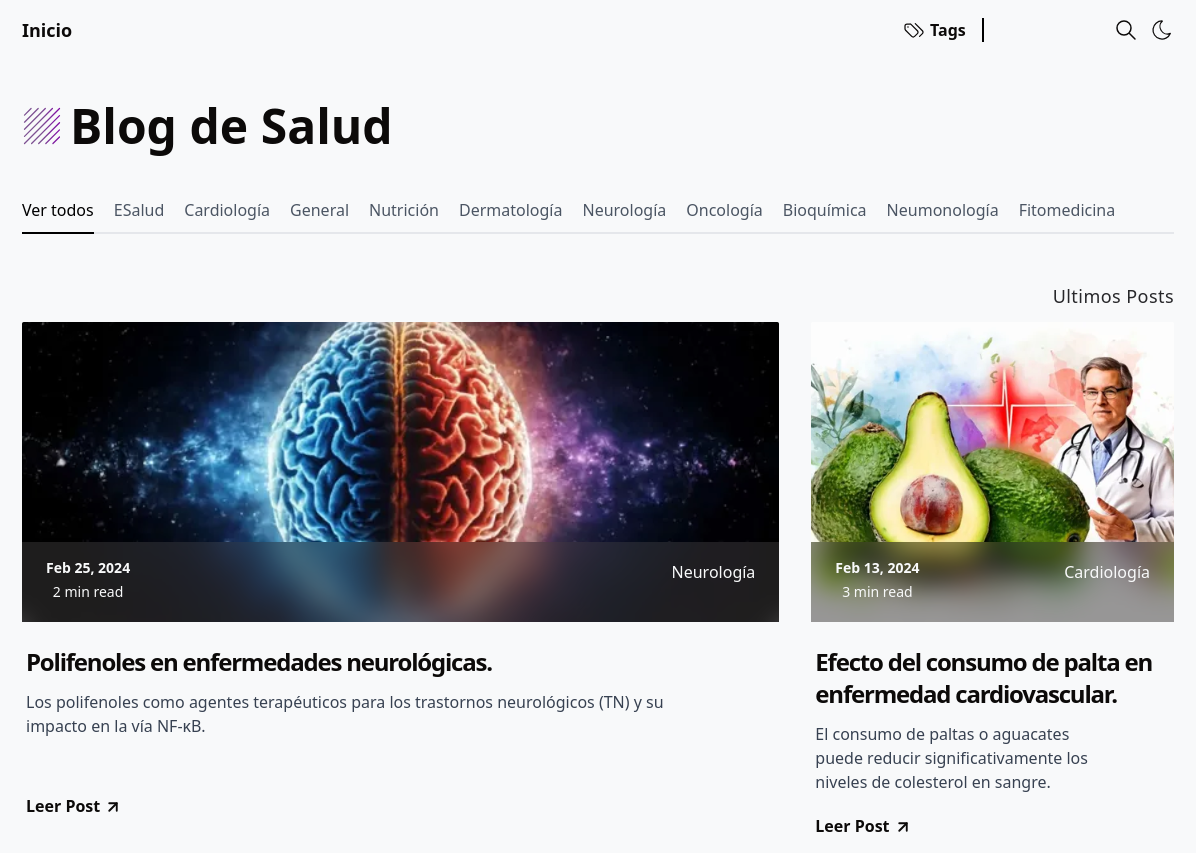 Inicio
Tags
Blog de Salud
Ver todos ESalud Cardiología General Nutrición Dermatología Neurología Oncología Bioquímica Neumonología Fitomedicina
Ultimos Posts
Feb 25, 2024
2 min read
Neurología
Polifenoles en enfermedades neurológicas.
Los polifenoles como agentes terapéuticos para los trastornos neurológicos (TN) y su
impacto en la vía NF-κB.
Leer Post
Feb 13, 2024
3 min read
Cardiología
Efecto del consumo de palta en
enfermedad cardiovascular.
El consumo de paltas o aguacates
puede reducir significativamente los
niveles de colesterol en sangre.
Leer Post